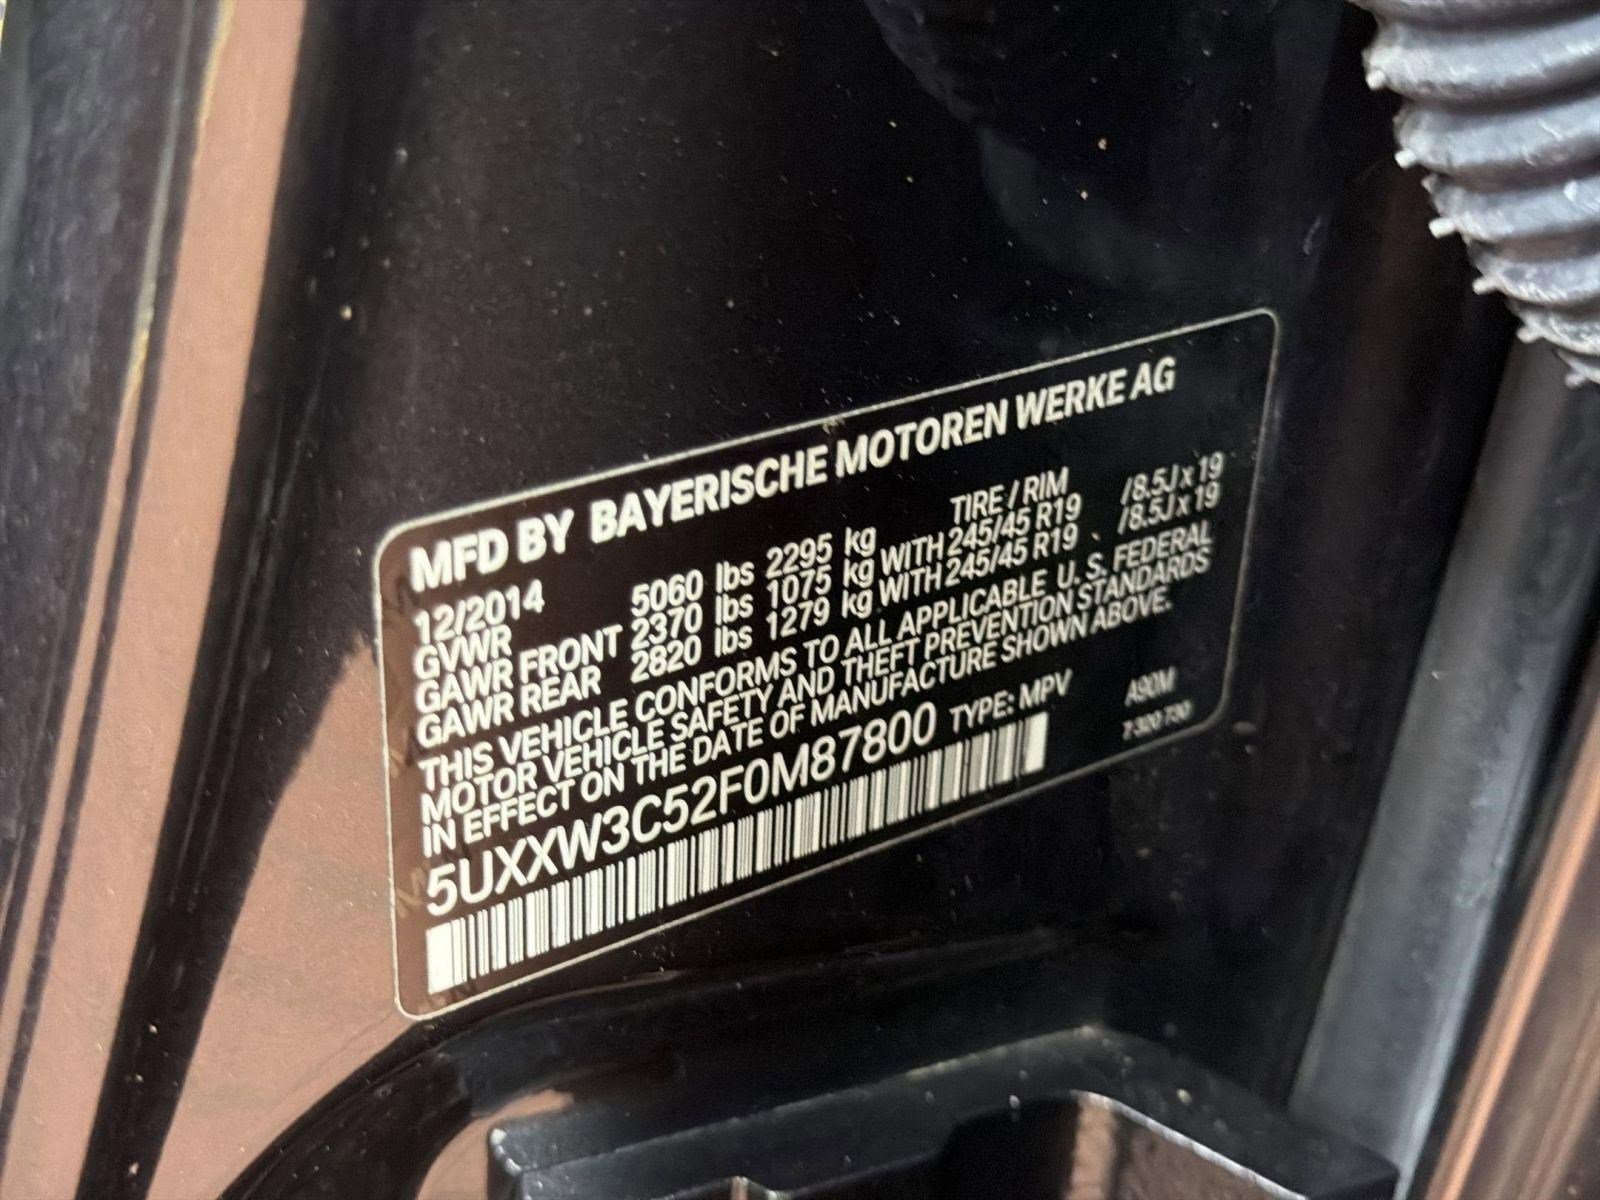 MFD BY BAYERISCHE MOTOREN WERKE AG
12/2014 TIRE / RIM
GVWR 5060 lbs 2295 kg
GAWR FRONT 2370 lbs 1075 kg WITH 245/45 R19 /8.5J x 19
GAWR REAR 2820 lbs 1279 kg WITH 245/45 R19 /8.5J x 19
THIS VEHICLE CONFORMS TO ALL APPLICABLE U. S. FEDERAL
MOTOR VEHICLE SAFETY AND THEFT PREVENTION STANDARDS
IN EFFECT ON THE DATE OF MANUFACTURE SHOWN ABOVE.
5UXXW3C52F0M87800 TYPE: MPV A90M
7 320 730